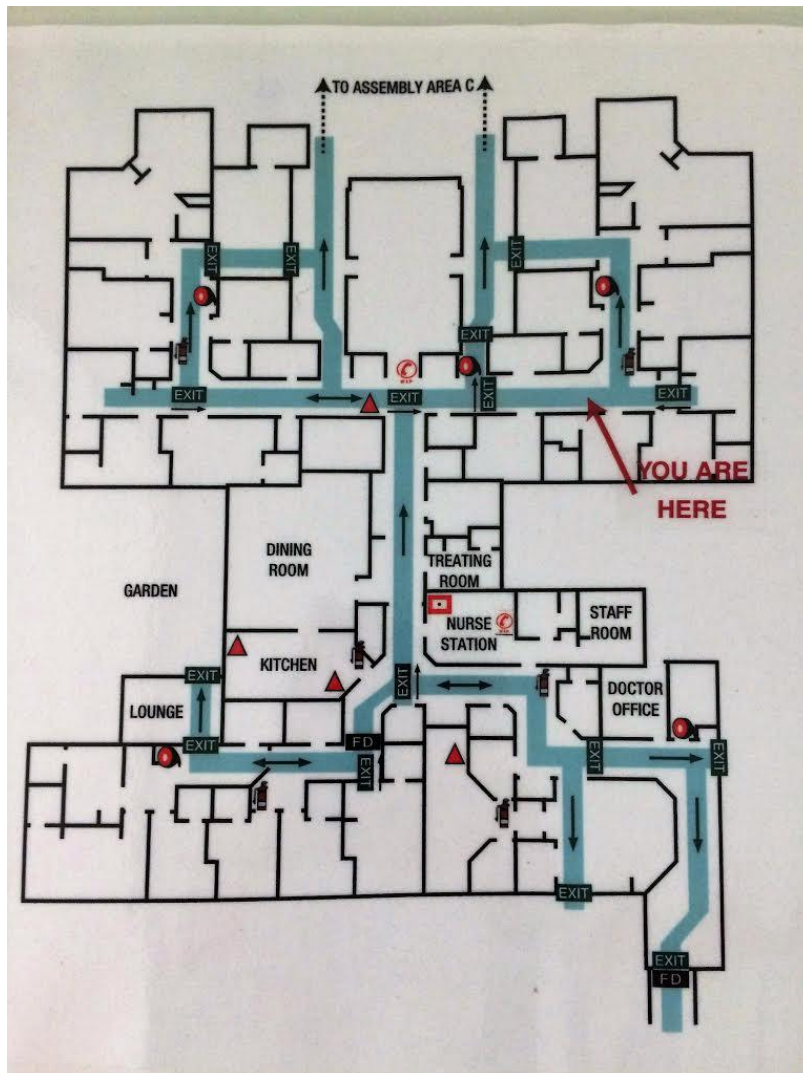 TO ASSEMBLY AREA C
EXIT
EXIT
EXIT
EXIT
EXIT
EXIT
EXIT
EXIT
YOU ARE
HERE
DINING
ROOM
TREATING
ROOM
GARDEN
NURSE
STATION
STAFF
ROOM
KITCHEN
EXIT
EXIT
LOUNGE
DOCTOR
OFFICE
FD
EXIT
EXIT
EXIT
EXIT
EXIT
EXIT
FD